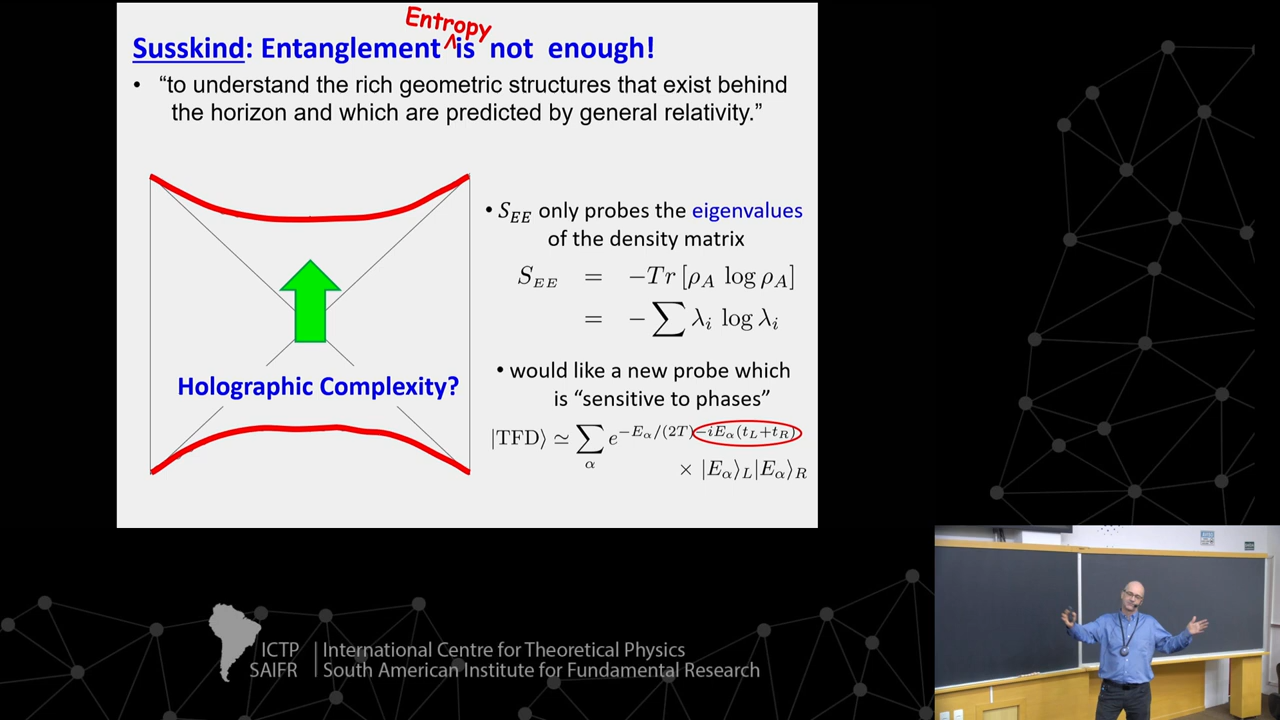 Entropy
Susskind: Entanglement ^ is not enough!
• “to understand the rich geometric structures that exist behind
the horizon and which are predicted by general relativity.”
• S_EE only probes the eigenvalues
of the density matrix
S_EE = −Tr [ρ_A log ρ_A]
= − ∑ λ_i log λ_i
Holographic Complexity?
• would like a new probe which
is “sensitive to phases”
|TFD⟩ ≃ ∑_α e^{−E_α/(2T)−iE_α(t_L+t_R)}
× |E_α⟩_L|E_α⟩_R
ICTP | International Centre for Theoretical Physics
SAIFR | South American Institute for Fundamental Research